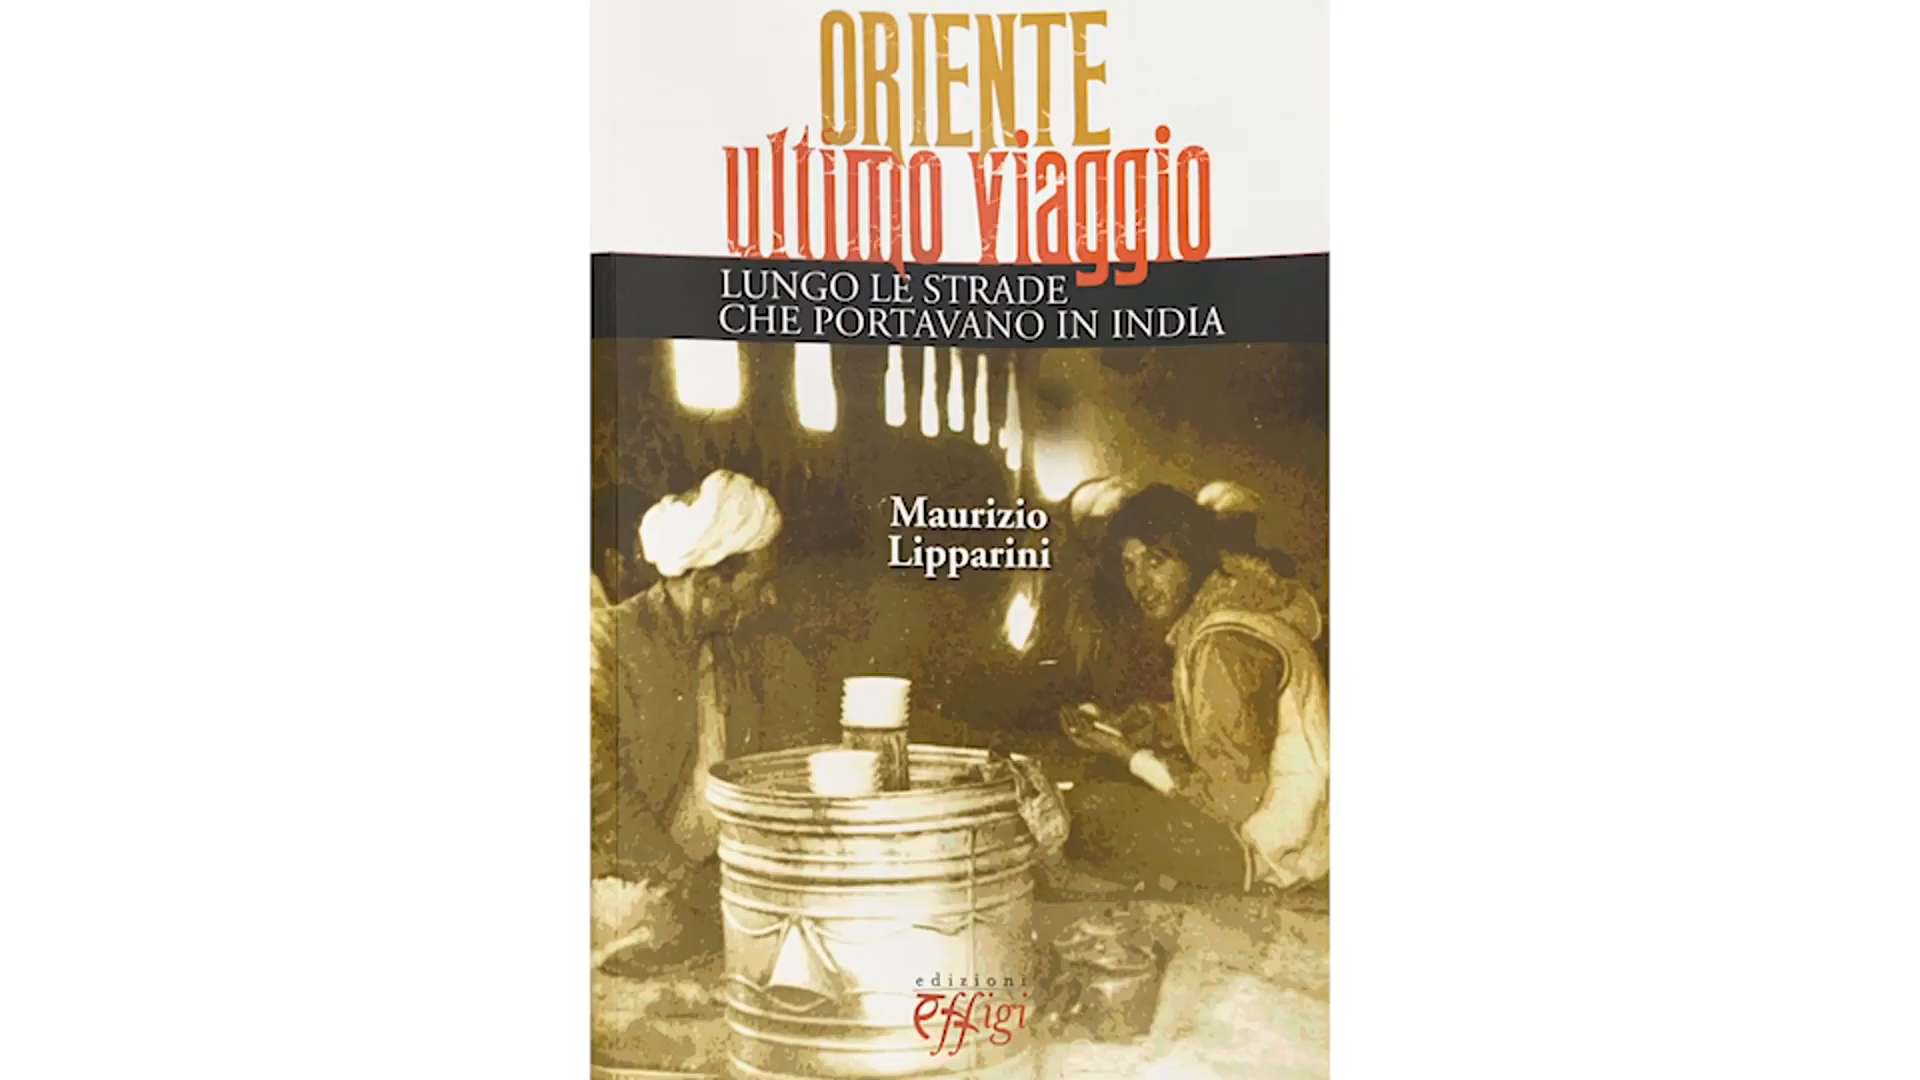 ORIENTE
ultimo viaggio
LUNGO LE STRADE
CHE PORTAVANO IN INDIA
Maurizio
Lipparini
edizioni
effigi